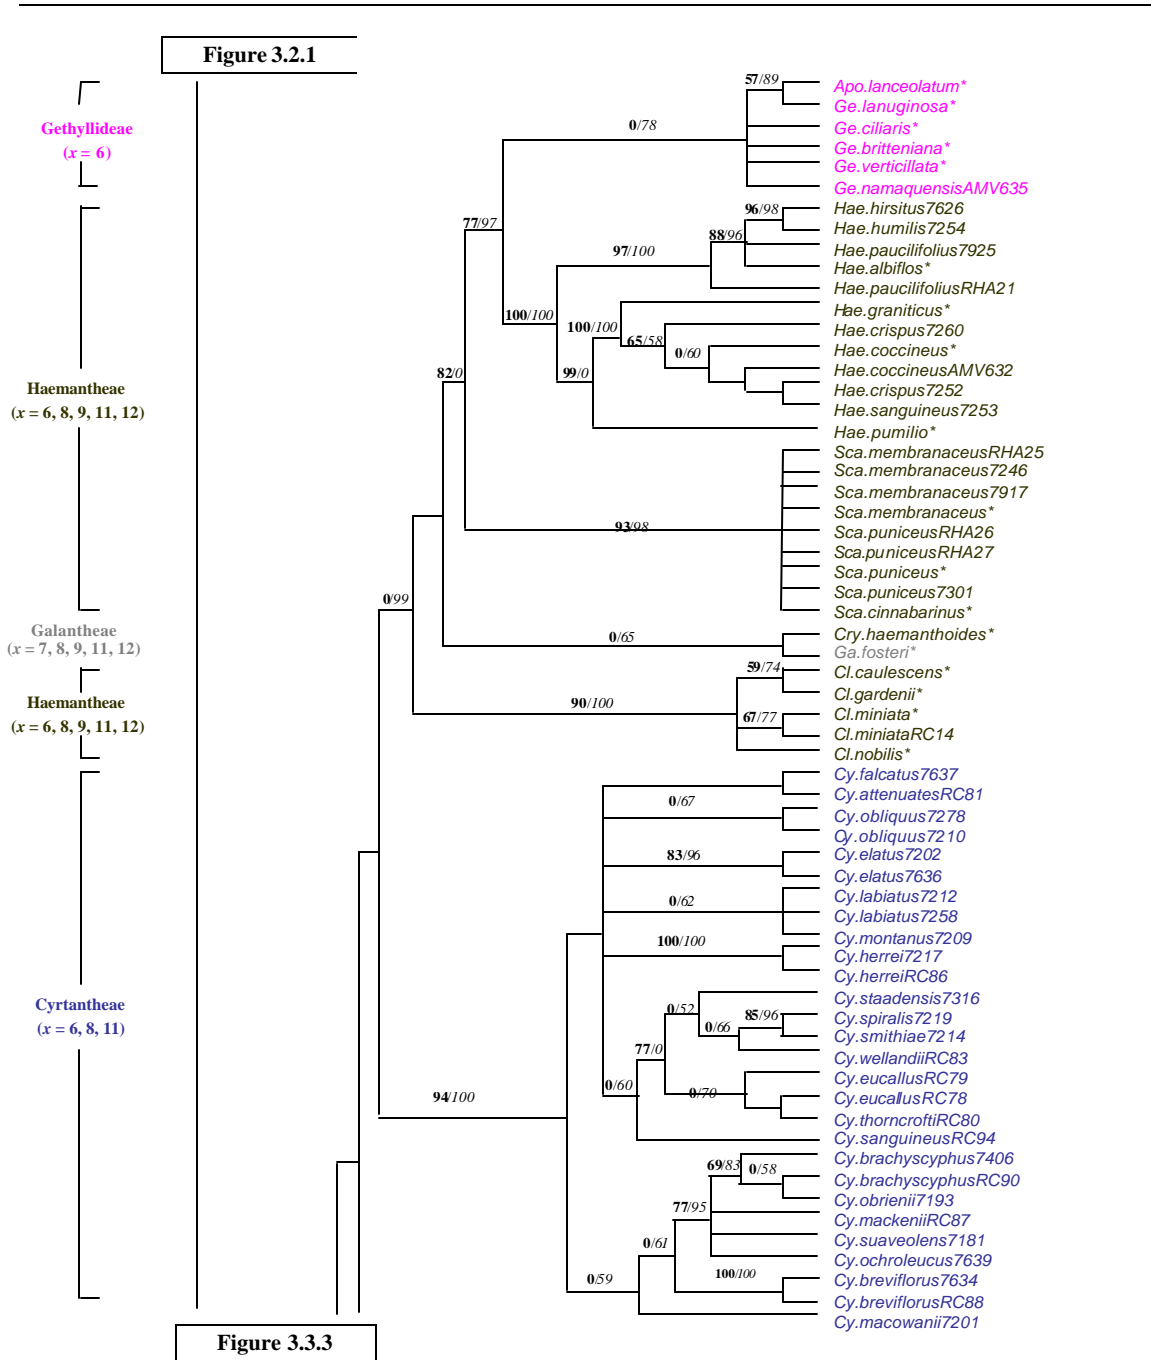 Figure 3.2.1
Gethyllideae
(x = 6)
Haemantheae
(x = 6, 8, 9, 11, 12)
Galantheae
(x = 7, 8, 9, 11, 12)
Haemantheae
(x = 6, 8, 9, 11, 12)
Cyrtantheae
(x = 6, 8, 11)
57/89
0/78
77/97
96/98
88/96
97/100
100/100
100/100
65/58
0/60
99/0
82/0
93/98
0/99
0/65
59/74
90/100
67/77
0/67
83/96
0/62
100/100
0/52
85/96
0/66
77/0
0/60
0/70
94/100
69/83
0/58
77/95
0/61
100/100
0/59
Apo.lanceolatum*
Ge.lanuginosa*
Ge.ciliaris*
Ge.britteniana*
Ge.verticillata*
Ge.namaquensisAMV635
Hae.hirsitus7626
Hae.humilis7254
Hae.paucilifolius7925
Hae.albiflos*
Hae.paucilifoliusRHA21
Hae.graniticus*
Hae.crispus7260
Hae.coccineus*
Hae.coccineusAMV632
Hae.crispus7252
Hae.sanguineus7253
Hae.pumilio*
Sca.membranaceusRHA25
Sca.membranaceus7246
Sca.membranaceus7917
Sca.membranaceus*
Sca.puniceusRHA26
Sca.puniceusRHA27
Sca.puniceus*
Sca.puniceus7301
Sca.cinnabarinus*
Cry.haemanthoides*
Ga.fosteri*
Cl.caulescens*
Cl.gardenii*
Cl.miniata*
Cl.miniataRC14
Cl.nobilis*
Cy.falcatus7637
Cy.attenuatesRC81
Cy.obliquus7278
Cy.obliquus7210
Cy.elatus7202
Cy.elatus7636
Cy.labiatus7212
Cy.labiatus7258
Cy.montanus7209
Cy.herrei7217
Cy.herreiRC86
Cy.staadensis7316
Cy.spiralis7219
Cy.smithiae7214
Cy.wellandiiRC83
Cy.eucallusRC79
Cy.eucallusRC78
Cy.thorncroftiRC80
Cy.sanguineusRC94
Cy.brachyscyphus7406
Cy.brachyscyphusRC90
Cy.obrienii7193
Cy.mackeniiRC87
Cy.suaveolens7181
Cy.ochroleucus7639
Cy.breviflorus7634
Cy.breviflorusRC88
Cy.macowanii7201
Figure 3.3.3